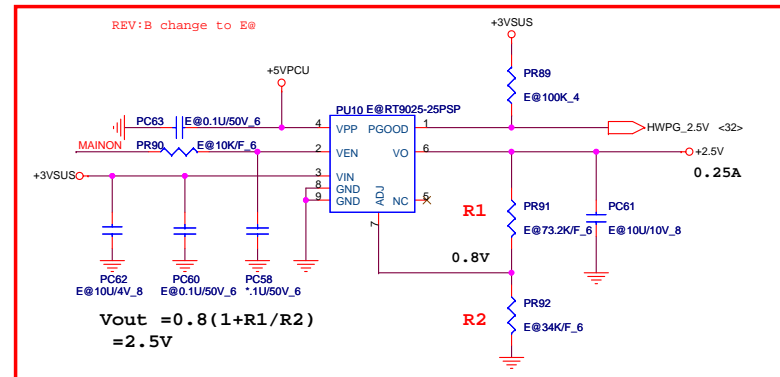 REV:B change to E@
+3VSUS
+5VPCU
PR89
E@100K_4
PC63
E@0.1U/50V_6
PU10
E@RT9025-25PSP
4
VPP
PGOOD
1
HWPG_2.5V
<32>
MAINON
PR90
E@10K/F_6
2
VEN
VO
6
+2.5V
0.25A
+3VSUS
3
VIN
8
GND
9
GND
ADJ
NC
5
7
R1
PR91
E@73.2K/F_6
PC61
E@10U/10V_8
0.8V
PC62
E@10U/4V_8
PC60
E@0.1U/50V_6
PC58
*.1U/50V_6
R2
PR92
E@34K/F_6
Vout =0.8(1+R1/R2)
=2.5V